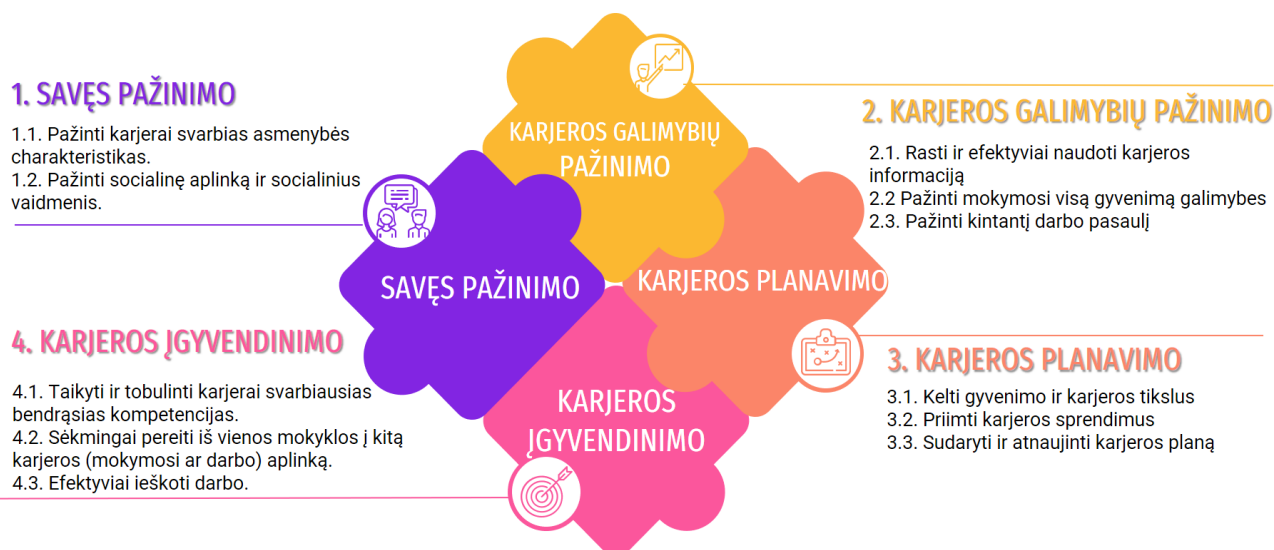 1. SAVĘS PAŽINIMO
1.1. Pažinti karjerai svarbias asmenybės
charakteristikas.
1.2. Pažinti socialinę aplinką ir socialinius
vaidmenis.
KARJEROS GALIMYBIŲ
PAŽINIMO
2. KARJEROS GALIMYBIŲ PAŽINIMO
2.1. Rasti ir efektyviai naudoti karjeros
informaciją
2.2 Pažinti mokymosi visą gyvenimą galimybes
2.3. Pažinti kintantį darbo pasaulį
SAVĘS PAŽINIMO
KARJEROS PLANAVIMO
3. KARJEROS PLANAVIMO
3.1. Kelti gyvenimo ir karjeros tikslus
3.2. Priimti karjeros sprendimus
3.3. Sudaryti ir atnaujinti karjeros planą
4. KARJEROS ĮGYVENDINIMO
4.1. Taikyti ir tobulinti karjerai svarbiausias
bendrąsias kompetencijas.
4.2. Sėkmingai pereiti iš vienos mokyklos į kitą
karjeros (mokymosi ar darbo) aplinką.
4.3. Efektyviai ieškoti darbo.
KARJEROS
ĮGYVENDINIMO